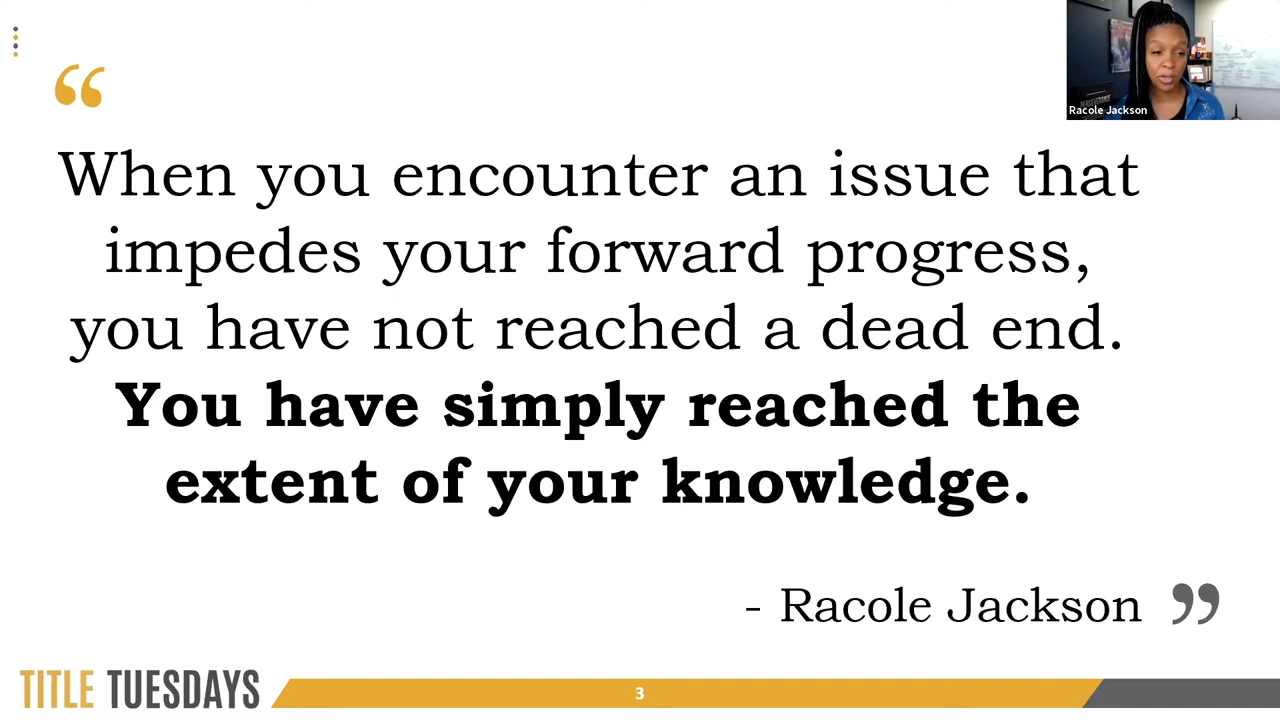 Racole Jackson
“
When you encounter an issue that
impedes your forward progress,
you have not reached a dead end.
You have simply reached the
extent of your knowledge.
- Racole Jackson ”
TITLE TUESDAYS
3